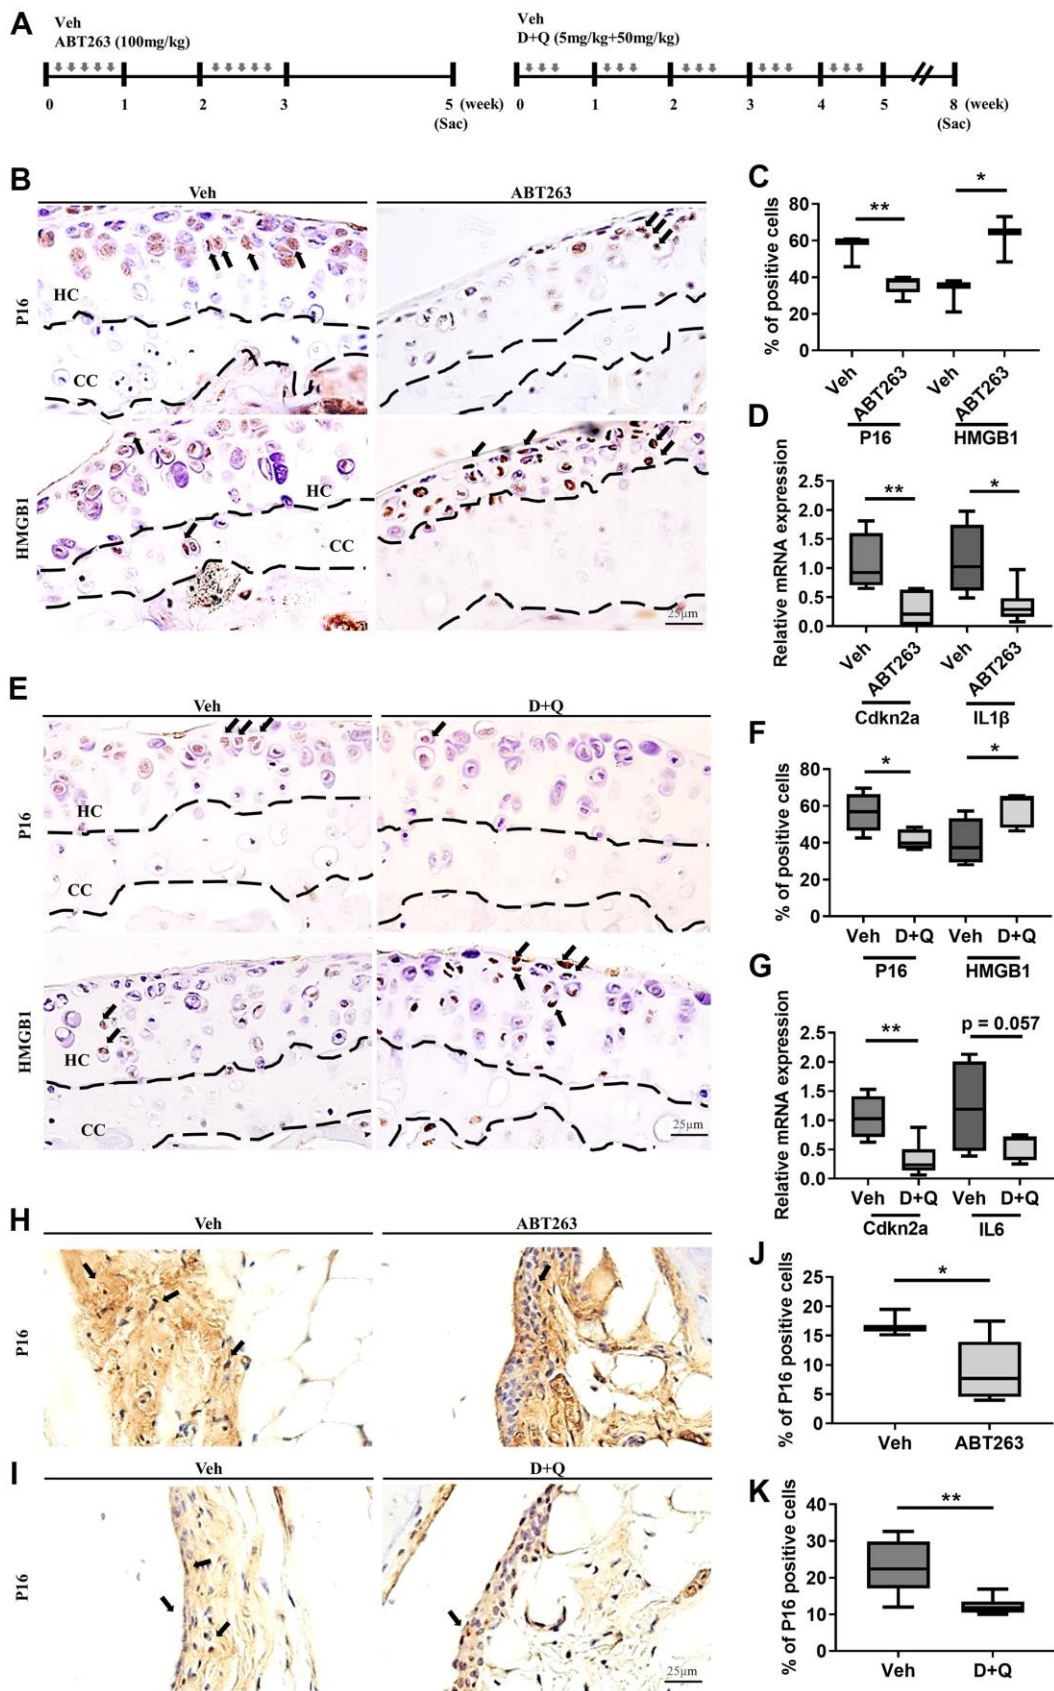 A
Veh
ABT263 (100mg/kg)
0 1 2 3 5 (week)
(Sac)
Veh
D+Q (5mg/kg+50mg/kg)
0 1 2 3 4 5 8 (week)
(Sac)
B
Veh ABT263
P16
HC
CC
HMGB1
HC
CC
25μm
C
% of positive cells
80
60
40
20
0
** *
Veh ABT263 Veh ABT263
P16 HMGB1
D
Relative mRNA expression
2.5
2.0
1.5
1.0
0.5
0.0
** *
Veh ABT263 Veh ABT263
Cdkn2a IL1β
E
Veh D+Q
P16
HC
CC
HMGB1
HC
CC
25μm
F
% of positive cells
80
60
40
20
0
* *
Veh D+Q Veh D+Q
P16 HMGB1
G
Relative mRNA expression
2.5
2.0
1.5
1.0
0.5
0.0
** p = 0.057
Veh D+Q Veh D+Q
Cdkn2a IL6
H
Veh ABT263
P16
I
Veh D+Q
P16
25μm
J
% of P16 positive cells
25
20
15
10
5
0
*
Veh ABT263
K
% of P16 positive cells
40
30
20
10
0
**
Veh D+Q